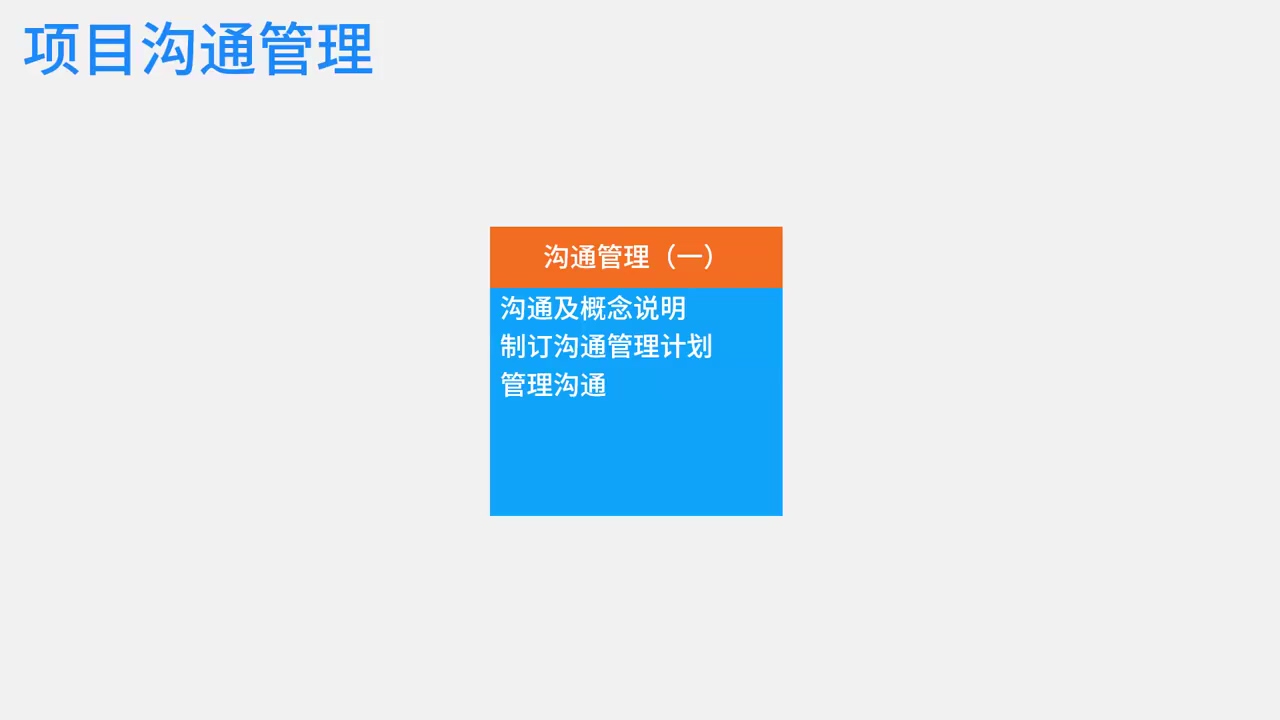 项目沟通管理
沟通管理（一）
沟通及概念说明
制订沟通管理计划
管理沟通